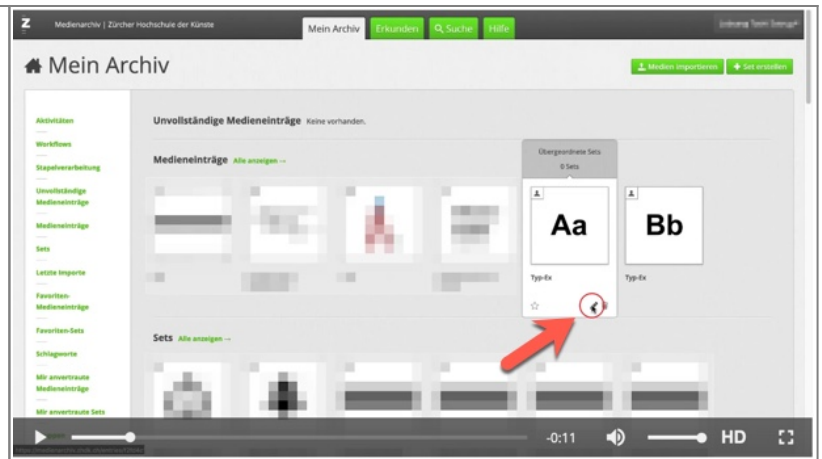 Z
Medienarchiv | Zürcher Hochschule der Künste
Mein Archiv
Erkunden
Suche
Hilfe
Mein Archiv
Medien importieren
Set erstellen
Aktivitäten
Workflows
Stapelverarbeitung
Unvollständige
Medieneinträge
Medieneinträge
Sets
Letzte Importe
Favoriten-
Medieneinträge
Favoriten-Sets
Schlagworte
Mir anvertraute
Medieneinträge
Mir anvertraute Sets
Unvollständige Medieneinträge Keine vorhanden.
Medieneinträge Alle anzeigen →
Übergeordnete Sets
0 Sets
Aa
Typ-Ex
Bb
Typ-Ex
Sets Alle anzeigen →
-0:11
HD